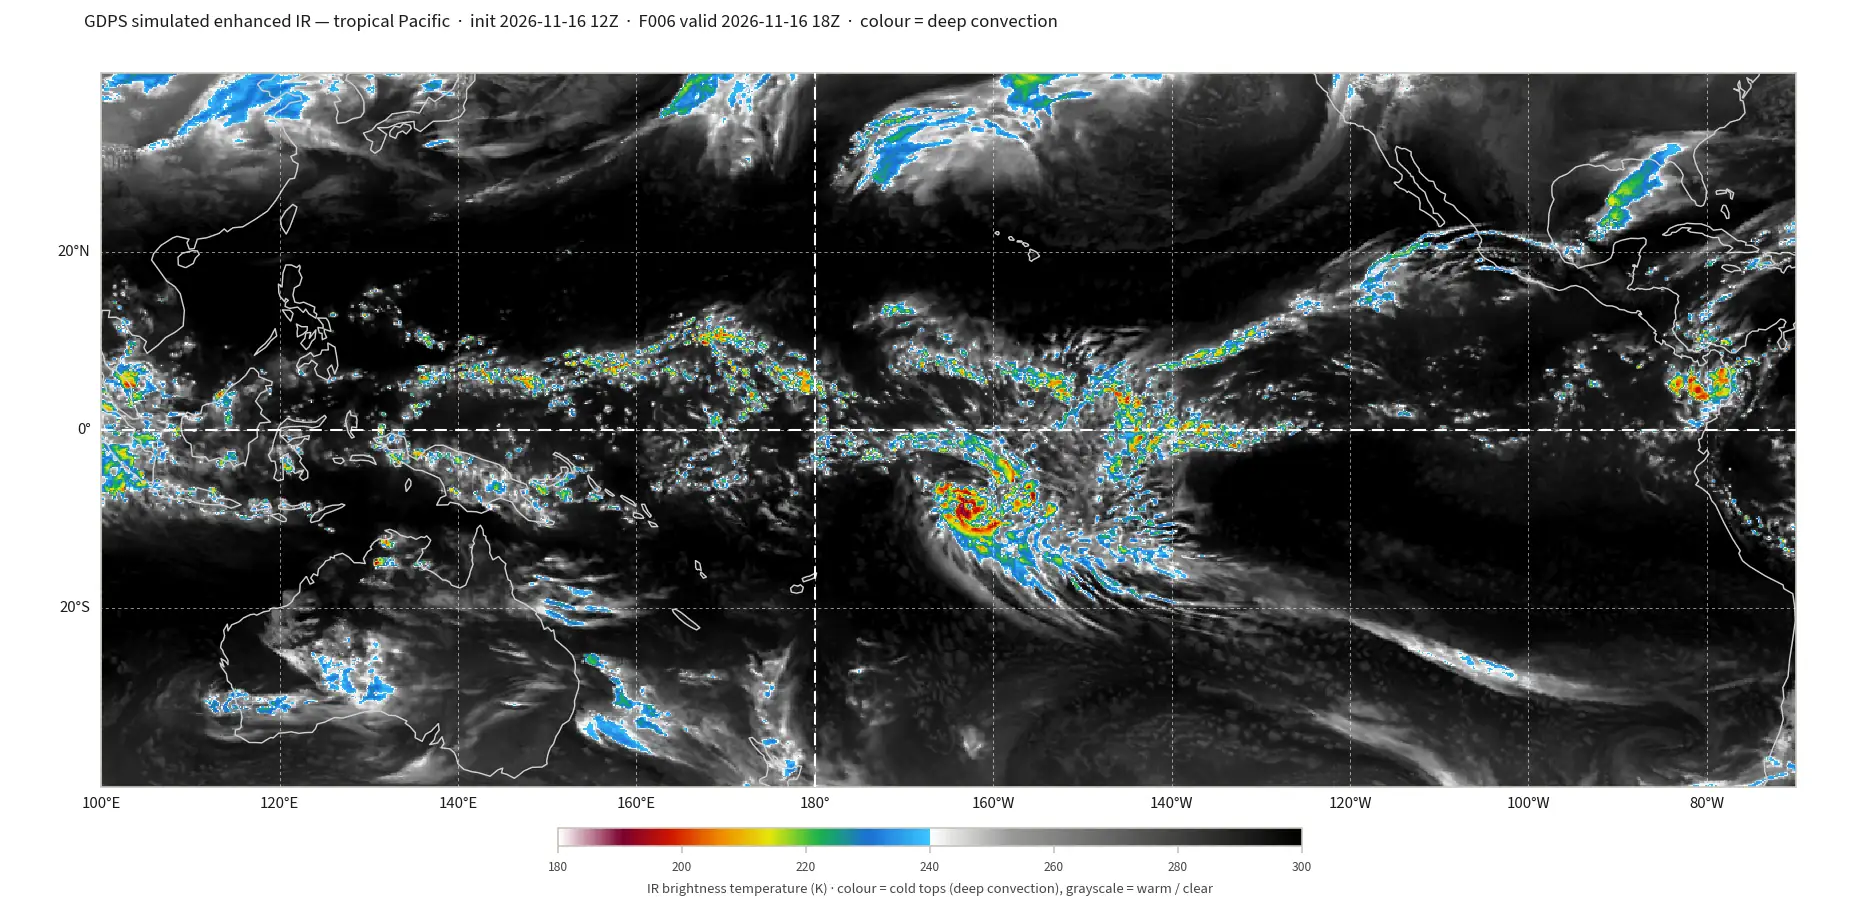 GDPS simulated enhanced IR — tropical Pacific · init 2026-11-16 12Z · F006 valid 2026-11-16 18Z · colour = deep convection
20°N
0°
20°S
100°E 120°E 140°E 160°E 180° 160°W 140°W 120°W 100°W 80°W
180 200 220 240 260 280 300
IR brightness temperature (K) · colour = cold tops (deep convection), grayscale = warm / clear